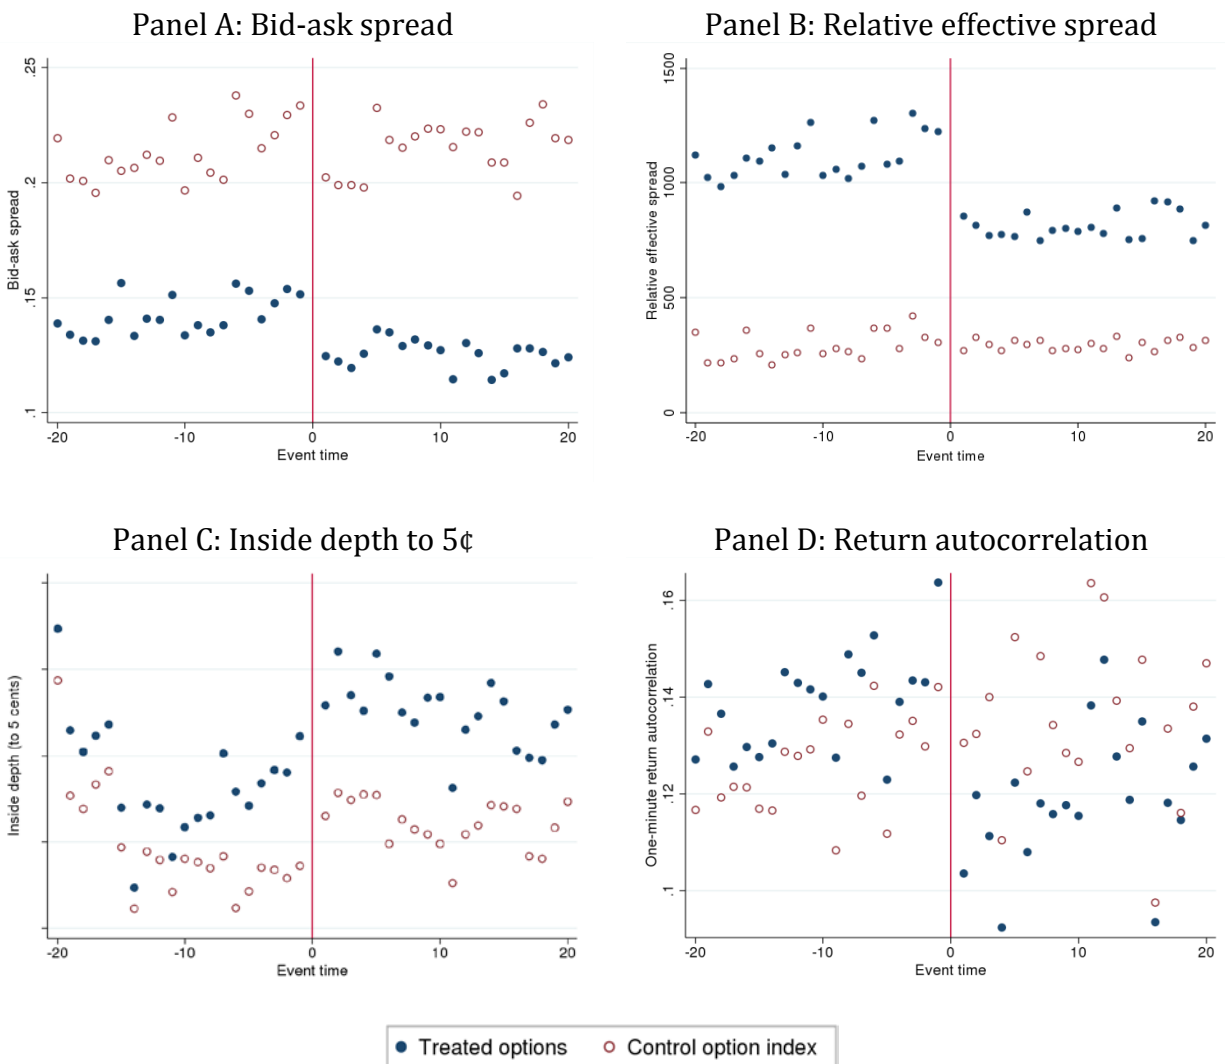 Panel A: Bid-ask spread
Panel B: Relative effective spread
.25
.2
.15
.1
Bid-ask spread
-20
-10
0
10
20
Event time
1500
1000
500
0
Relative effective spread
-20
-10
0
10
20
Event time
Panel C: Inside depth to 5¢
Panel D: Return autocorrelation
Inside depth (to 5 cents)
-20
-10
0
10
20
Event time
.16
.14
.12
.1
One-minute return autocorrelation
-20
-10
0
10
20
Event time
Treated options
Control option index